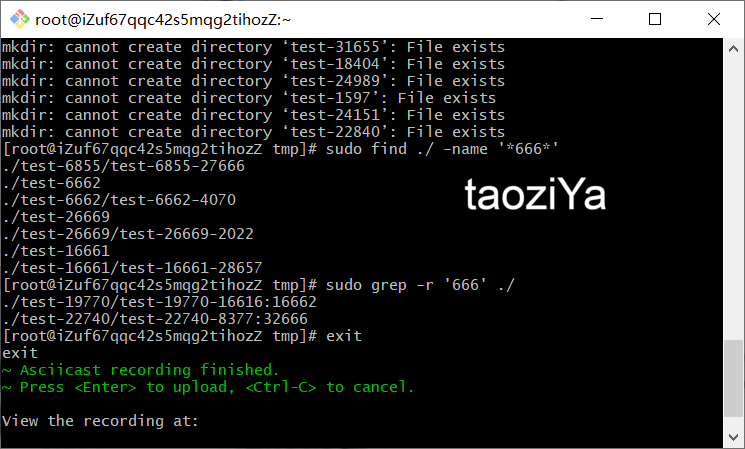 root@iZuf67qqc42s5mqg2tihozZ:~
mkdir: cannot create directory ‘test-31655’: File exists
mkdir: cannot create directory ‘test-18404’: File exists
mkdir: cannot create directory ‘test-24989’: File exists
mkdir: cannot create directory ‘test-1597’: File exists
mkdir: cannot create directory ‘test-24151’: File exists
mkdir: cannot create directory ‘test-22840’: File exists
[root@iZuf67qqc42s5mqg2tihozZ tmp]# sudo find ./ -name '*666*'
./test-6855/test-6855-27666
./test-6662
./test-6662/test-6662-4070
./test-26669
./test-26669/test-26669-2022
./test-16661
./test-16661/test-16661-28657
taoziYa
[root@iZuf67qqc42s5mqg2tihozZ tmp]# sudo grep -r '666' ./
./test-19770/test-19770-16616:16662
./test-22740/test-22740-8377:32666
[root@iZuf67qqc42s5mqg2tihozZ tmp]# exit
exit
~ Asciicast recording finished.
~ Press <Enter> to upload, <Ctrl-C> to cancel.
View the recording at: